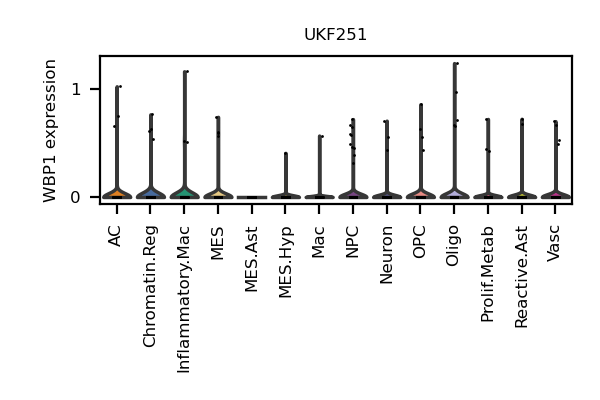 UKF251
WBP1 expression
1
0
AC
Chromatin.Reg
Inflammatory.Mac
MES
MES.Ast
MES.Hyp
Mac
NPC
Neuron
OPC
Oligo
Prolif.Metab
Reactive.Ast
Vasc